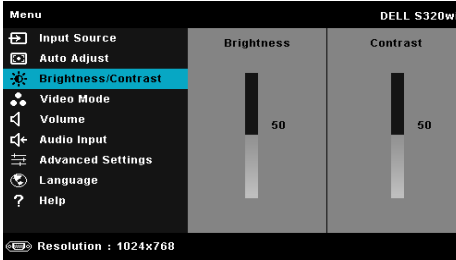 Menu DELL S320wi
Input Source
Auto Adjust
Brightness/Contrast
Video Mode
Volume
Audio Input
Advanced Settings
Language
? Help
Brightness Contrast
50 50
Resolution : 1024x768